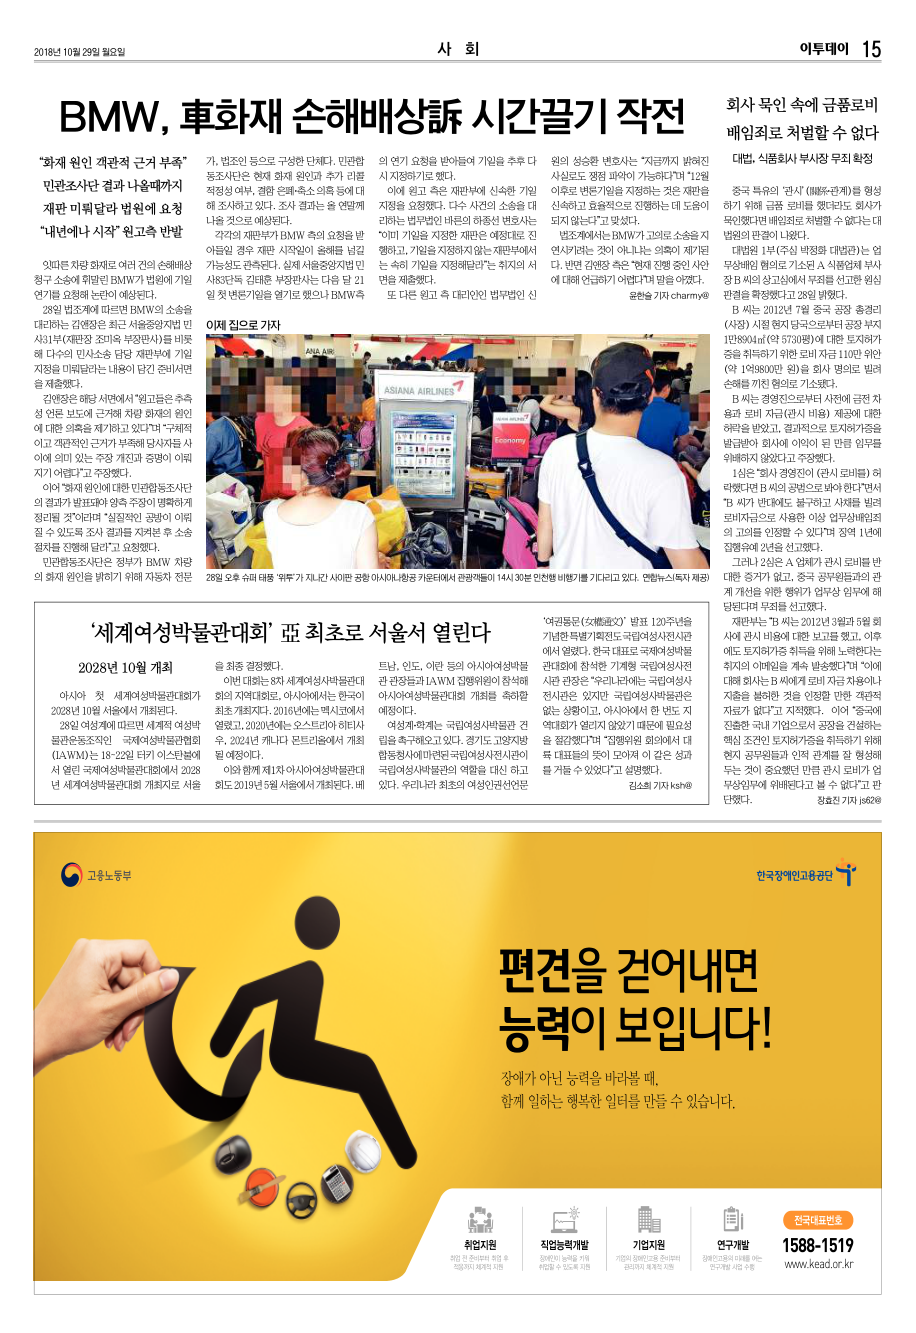 2018년 10월 29일 월요일
사 회
이투데이 15
BMW, 車화재 손해배상訴 시간끌기 작전
“화재 원인 객관적 근거 부족”
민관조사단 결과 나올때까지
재판 미뤄달라 법원에 요청
“내년에나 시작” 원고측 반발
잇따른 차량 화재로 여러 건의 손해배상
청구 소송에 휘말린 BMW가 법원에 기일
연기를 요청해 논란이 예상된다.
28일 법조계에 따르면 BMW의 소송을
대리하는 김앤장은 최근 서울중앙지법 민
사31부(재판장 조미옥 부장판사)를 비롯
해 다수의 민사소송 담당 재판부에 기일
지정을 미뤄달라는 내용이 담긴 준비서면
을 제출했다.
김앤장은 해당 서면에서 “원고들은 추측
성 언론 보도에 근거해 차량 화재의 원인
에 대한 의혹을 제기하고 있다”며 “구체적
이고 객관적인 근거가 부족해 당사자들 사
이에 의미 있는 주장 개진과 증명이 이뤄
지기 어렵다”고 주장했다.
이어 “화재 원인에 대한 민관합동조사단
의 결과가 발표돼야 양측 주장이 명확하게
정리될 것”이라며 “실질적인 공방이 이뤄
질 수 있도록 조사 결과를 지켜본 후 소송
절차를 진행해 달라”고 요청했다.
민관합동조사단은 정부가 BMW 차량
의 화재 원인을 밝히기 위해 자동차 전문
가, 법조인 등으로 구성한 단체다. 민관합
동조사단은 현재 화재 원인과 추가 리콜
적정성 여부, 결함 은폐·축소 의혹 등에 대
해 조사하고 있다. 조사 결과는 올 연말께
나올 것으로 예상된다.
각각의 재판부가 BMW 측의 요청을 받
아들일 경우 재판 시작일이 올해를 넘길
가능성도 관측된다. 실제 서울중앙지법 민
사83단독 김태훈 부장판사는 다음 달 21
일 첫 변론기일을 열기로 했으나 BMW측
의 연기 요청을 받아들여 기일을 추후 다
시 지정하기로 했다.
이에 원고 측은 재판부에 신속한 기일
지정을 요청했다. 다수 사건의 소송을 대
리하는 법무법인 바른의 하종선 변호사는
“이미 기일을 지정한 재판은 예정대로 진
행하고, 기일을 지정하지 않는 재판부에서
는 속히 기일을 지정해달라”는 취지의 서
면을 제출했다.
또 다른 원고 측 대리인인 법무법인 신
원의 성승환 변호사는 “지금까지 밝혀진
사실로도 쟁점 파악이 가능하다”며 “12월
이후로 변론기일을 지정하는 것은 재판을
신속하고 효율적으로 진행하는 데 도움이
되지 않는다”고 맞섰다.
법조계에서는 BMW가 고의로 소송을 지
연시키려는 것이 아니냐는 의혹이 제기된
다. 반면 김앤장 측은 “현재 진행 중인 사안
에 대해 언급하기 어렵다”며 말을 아꼈다.
윤한슬 기자 charmy@
이제 집으로 가자
ANA AIR
ASIANA AIRLINES
ASIANA AIRLINES
Economy
28일 오후 슈퍼 태풍 ‘위투’가 지나간 사이판 공항 아시아나항공 카운터에서 관광객들이 14시 30분 인천행 비행기를 기다리고 있다. 연합뉴스(독자 제공)
회사 묵인 속에 금품로비
배임죄로 처벌할 수 없다
대법, 식품회사 부사장 무죄 확정
중국 특유의 ‘관시’(關系·관계)를 형성
하기 위해 금품 로비를 했더라도 회사가
묵인했다면 배임죄로 처벌할 수 없다는 대
법원의 판결이 나왔다.
대법원 1부(주심 박정화 대법관)는 업
무상배임 혐의로 기소된 A 식품업체 부사
장 B 씨의 상고심에서 무죄를 선고한 원심
판결을 확정했다고 28일 밝혔다.
B 씨는 2012년 7월 중국 공장 총경리
(사장) 시절 현지 당국으로부터 공장 부지
1만8904㎡(약 5730평)에 대한 토지허가
증을 취득하기 위한 로비 자금 110만 위안
(약 1억9800만 원)을 회사 명의로 빌려
손해를 끼친 혐의로 기소됐다.
B 씨는 경영진으로부터 사전에 금전 차
용과 로비 자금(관시 비용) 제공에 대한
허락을 받았고, 결과적으로 토지허가증을
발급받아 회사에 이익이 된 만큼 임무를
위배하지 않았다고 주장했다.
1심은 “회사 경영진이 (관시 로비를) 허
락했다면 B 씨의 공범으로 봐야 한다”면서
“B 씨가 반대에도 불구하고 사채를 빌려
로비자금으로 사용한 이상 업무상배임죄
의 고의를 인정할 수 있다”며 징역 1년에
집행유예 2년을 선고했다.
그러나 2심은 A 업체가 관시 로비를 반
대한 증거가 없고, 중국 공무원들과의 관
계 개선을 위한 행위가 업무상 임무에 해
당된다며 무죄를 선고했다.
재판부는 “B 씨는 2012년 3월과 5월 회
사에 관시 비용에 대한 보고를 했고, 이후
에도 토지허가증 취득을 위해 노력한다는
취지의 이메일을 계속 발송했다”며 “이에
대해 회사는 B 씨에게 로비 자금 차용이나
지출을 불허한 것을 인정할 만한 객관적
자료가 없다”고 지적했다. 이어 “중국에
진출한 국내 기업으로서 공장을 건설하는
핵심 조건인 토지허가증을 취득하기 위해
현지 공무원들과 인적 관계를 잘 형성해
두는 것이 중요했던 만큼 관시 로비가 업
무상임무에 위배된다고 볼 수 없다”고 판
단했다.
장효진 기자 js62@
‘세계여성박물관대회’ 亞 최초로 서울서 열린다
2028년 10월 개최
아시아 첫 세계여성박물관대회가
2028년 10월 서울에서 개최된다.
28일 여성계에 따르면 세계적 여성박
물관운동조직인 국제여성박물관협회
(IAWM)는 18~22일 터키 이스탄불에
서 열린 국제여성박물관대회에서 2028
년 세계여성박물관대회 개최지로 서울
을 최종 결정했다.
이번 대회는 8차 세계여성박물관대
회의 지역대회로, 아시아에서는 한국이
최초 개최지다. 2016년에는 멕시코에서
열렸고, 2020년에는 오스트리아 히티사
우, 2024년 캐나다 몬트리올에서 개최
될 예정이다.
이와 함께 제1차 아시아여성박물관대
회도 2019년 5월 서울에서 개최된다. 베
트남, 인도, 이란 등의 아시아여성박물
관 관장들과 IAWM 집행위원이 참석해
아시아여성박물관대회 개최를 축하할
예정이다.
여성계·학계는 국립여성사박물관 건
립을 촉구해오고 있다. 경기도 고양지방
합동청사에 마련된 국립여성사전시관이
국립여성사박물관의 역할을 대신 하고
있다. 우리나라 최초의 여성인권선언문
‘여권통문(女權通文)’ 발표 120주년을
기념한 특별기획전도 국립여성사전시관
에서 열렸다. 한국 대표로 국제여성박물
관대회에 참석한 기계형 국립여성사전
시관 관장은 “우리나라에는 국립여성사
전시관은 있지만 국립여성사박물관은
없는 상황이고, 아시아에서 한 번도 지
역대회가 열리지 않았기 때문에 필요성
을 절감했다”며 “집행위원 회의에서 대
륙 대표들의 뜻이 모아져 이 같은 성과
를 거둘 수 있었다”고 설명했다.
김소희 기자 ksh@
고용노동부
한국장애인고용공단
편견을 걷어내면
능력이 보입니다!
장애가 아닌 능력을 바라볼 때,
함께 일하는 행복한 일터를 만들 수 있습니다.
취업지원
취업 전 준비부터 취업 후
적응까지 체계적 지원
직업능력개발
장애인이 능력을 키워
취업할 수 있도록 지원
기업지원
기업의 장애인고용 준비부터
관리까지 체계적 지원
연구개발
장애인고용의 미래를 여는
연구개발 사업 수행
전국대표번호
1588-1519
www.kead.or.kr